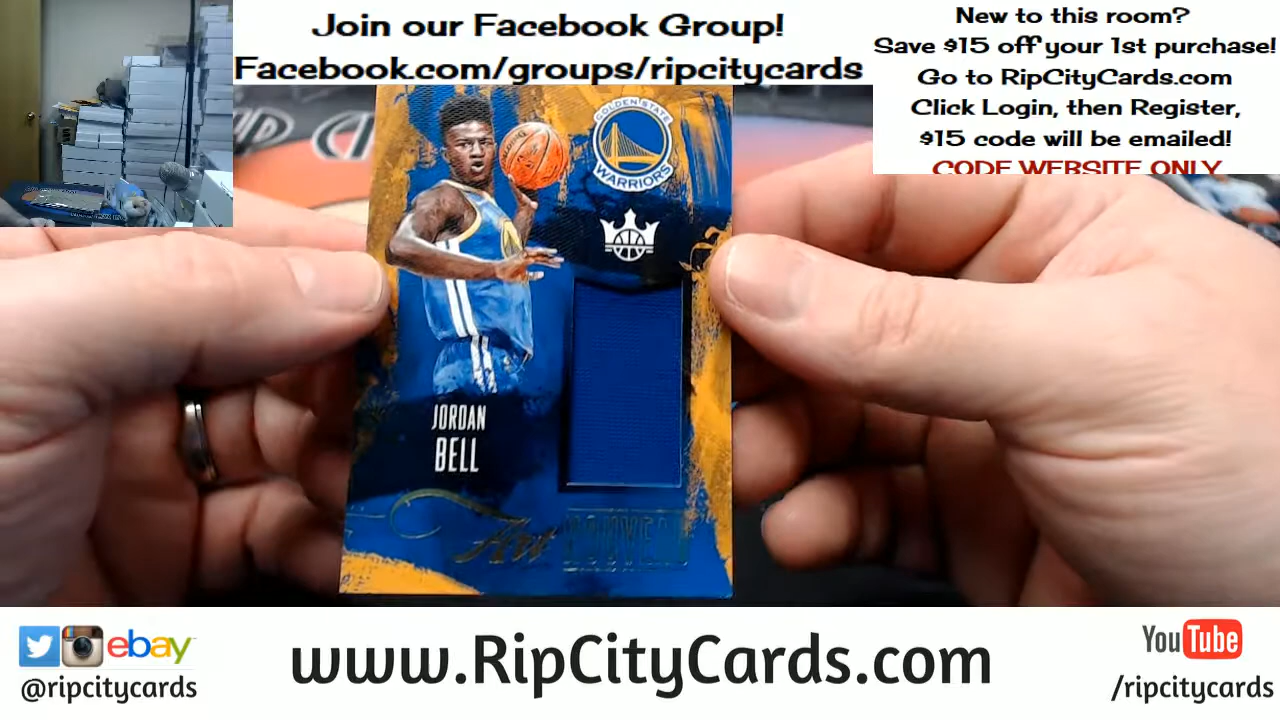 Join our Facebook Group!
Facebook.com/groups/ripcitycards
New to this room?
Save $15 off your 1st purchase!
Go to RipCityCards.com
Click Login, then Register,
$15 code will be emailed!
CODE WEBSITE ONLY
GOLDEN STATE
WARRIORS
JORDAN
BELL
Art NOUVEAU
ebay
@ripcitycards
www.RipCityCards.com
YouTube
/ripcitycards